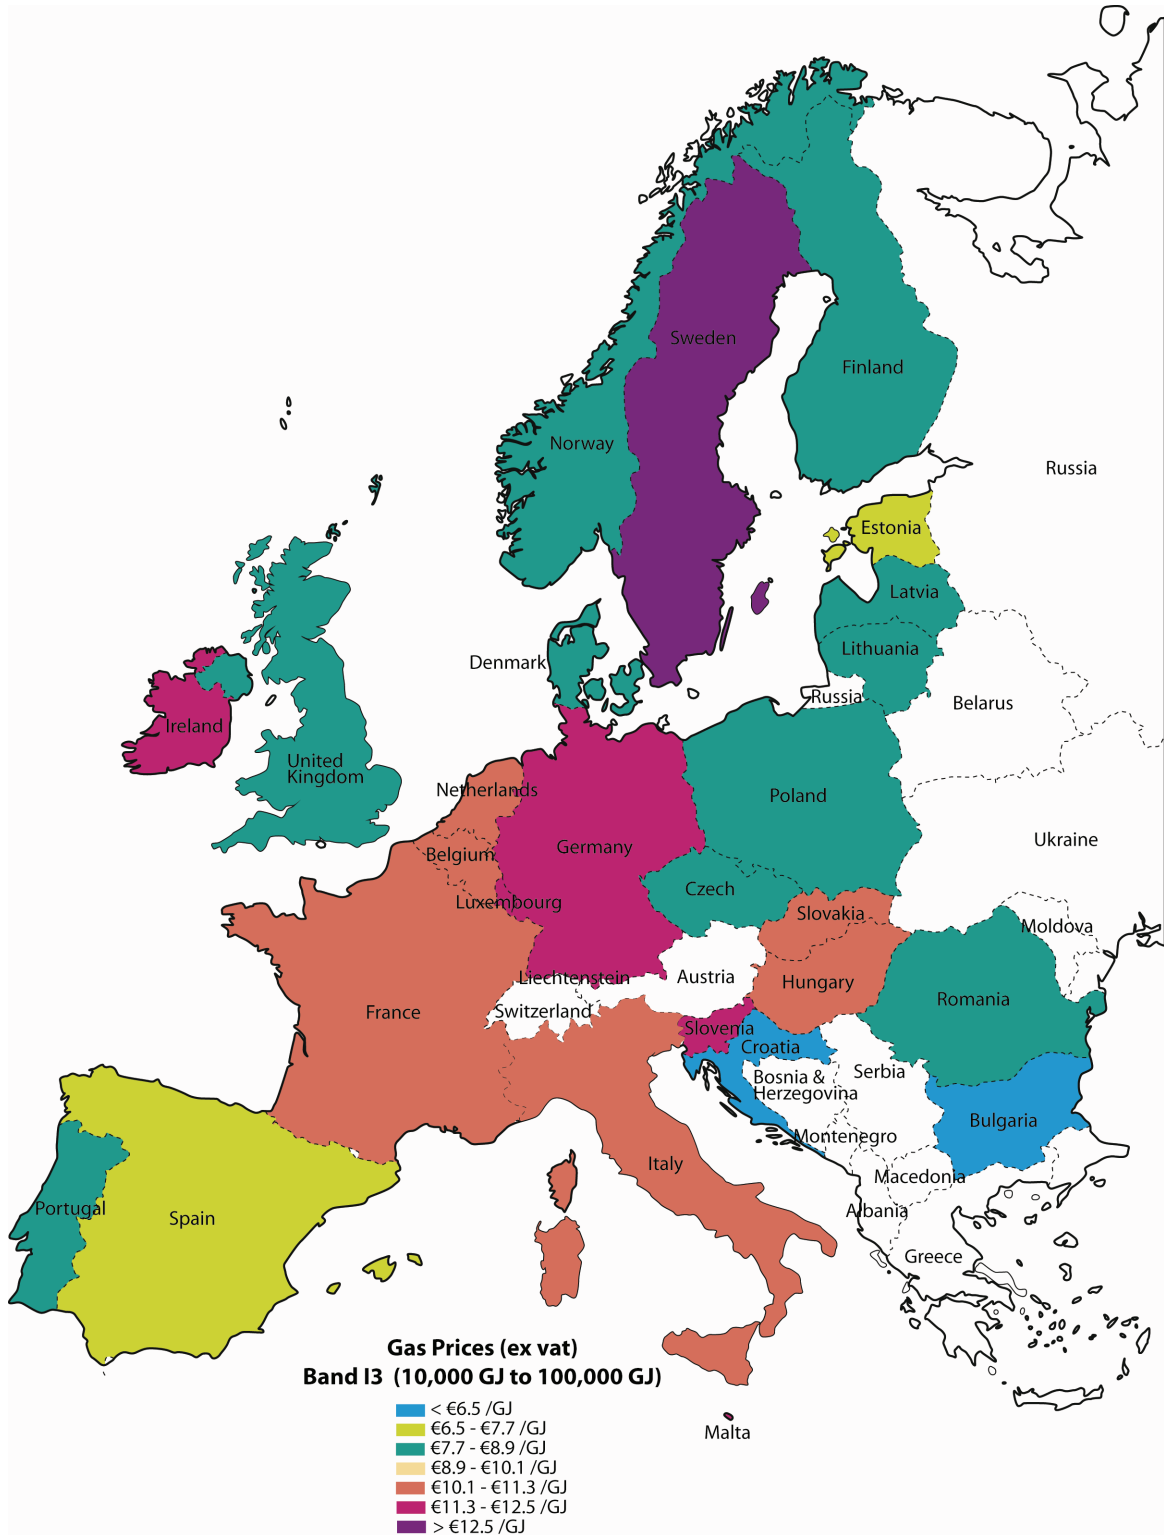 Sweden
Finland
Norway
Russia
Estonia
Latvia
Lithuania
Denmark
Russia
Belarus
Ireland
United
Kingdom
Netherlands
Poland
Ukraine
Germany
Belgium
Czech
Luxembourg
Slovakia
Moldova
Liechtenstein
Austria
Hungary
Romania
Switzerland
France
Slovenia
Croatia
Serbia
Bosnia &
Herzegovina
Bulgaria
Montenegro
Italy
Macedonia
Portugal
Spain
Albania
Greece
Gas Prices (ex vat)
Band I3 (10,000 GJ to 100,000 GJ)
< €6.5 /GJ
€6.5 - €7.7 /GJ
€7.7 - €8.9 /GJ
€8.9 - €10.1 /GJ
€10.1 - €11.3 /GJ
€11.3 - €12.5 /GJ
> €12.5 /GJ
Malta